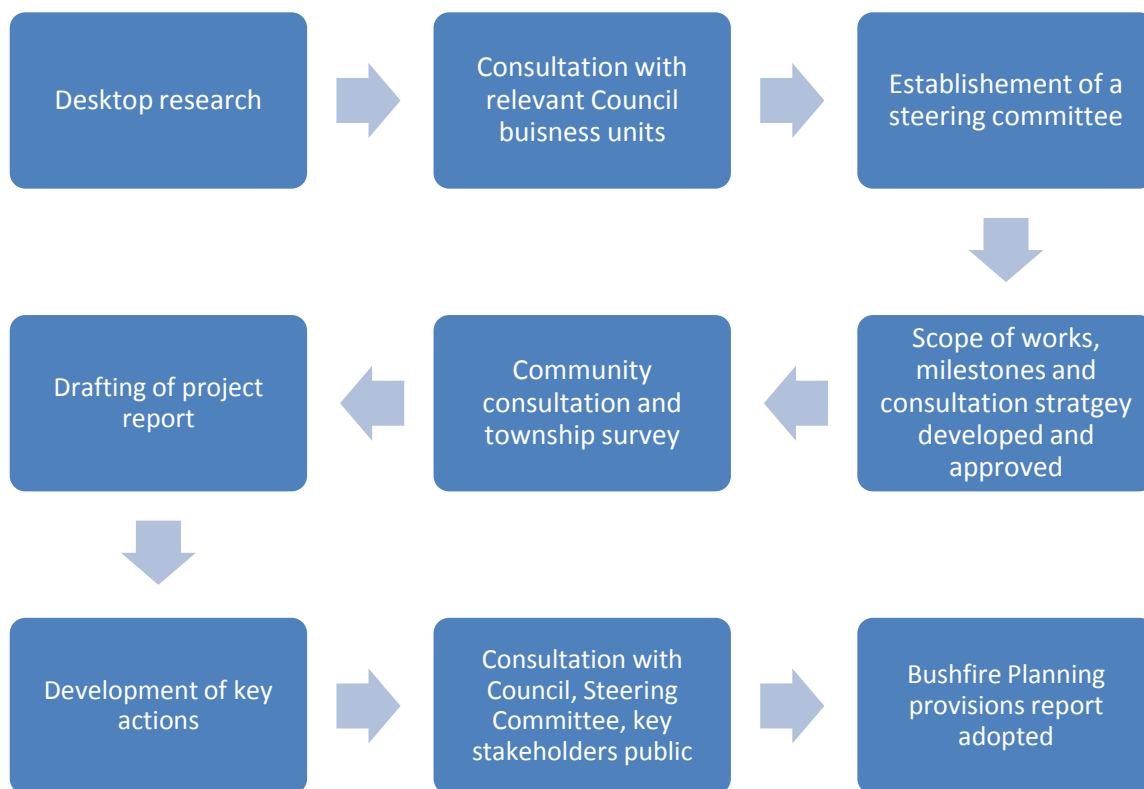 Desktop research
Consultation with
relevant Council
buisness units
Establishement of a
steering committee
Scope of works,
milestones and
consultation stratgey
developed and
approved
Community
consultation and
township survey
Drafting of project
report
Development of key
actions
Consultation with
Council, Steering
Committee, key
stakeholders public
Bushfire Planning
provisions report
adopted